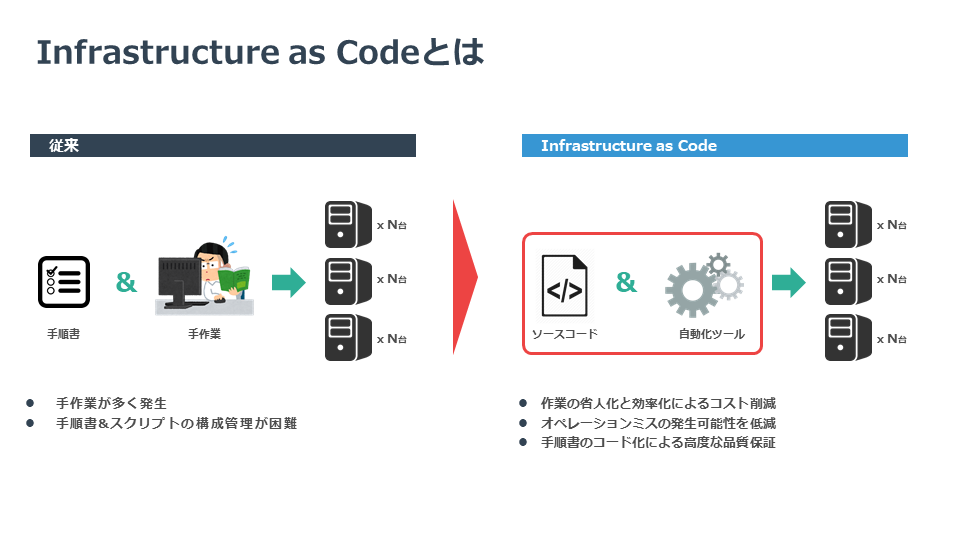 Infrastructure as Codeとは
従来
&
手順書
手作業
x N台
x N台
x N台
● 手作業が多く発生
● 手順書&スクリプトの構成管理が困難
Infrastructure as Code
</>
&
ソースコード
自動化ツール
x N台
x N台
x N台
● 作業の省人化と効率化によるコスト削減
● オペレーションミスの発生可能性を低減
● 手順書のコード化による高度な品質保証